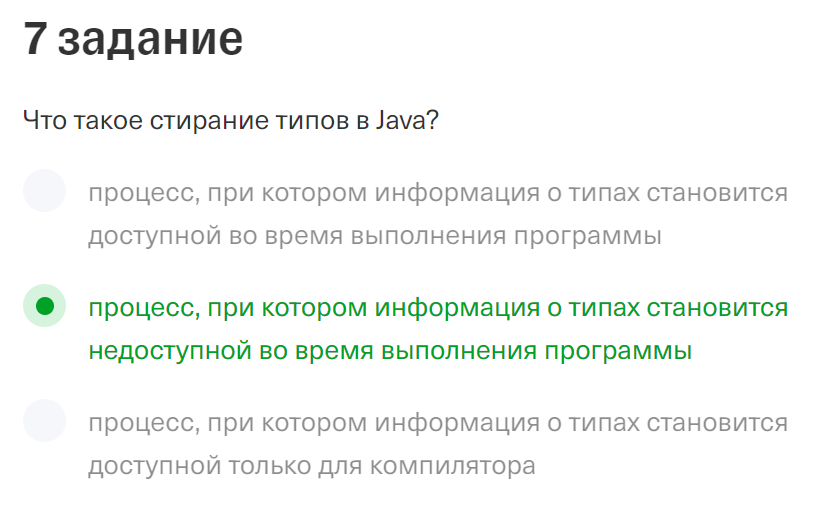 7 задание
Что такое стирание типов в Java?
процесс, при котором информация о типах становится
доступной во время выполнения программы
процесс, при котором информация о типах становится
недоступной во время выполнения программы
процесс, при котором информация о типах становится
доступной только для компилятора